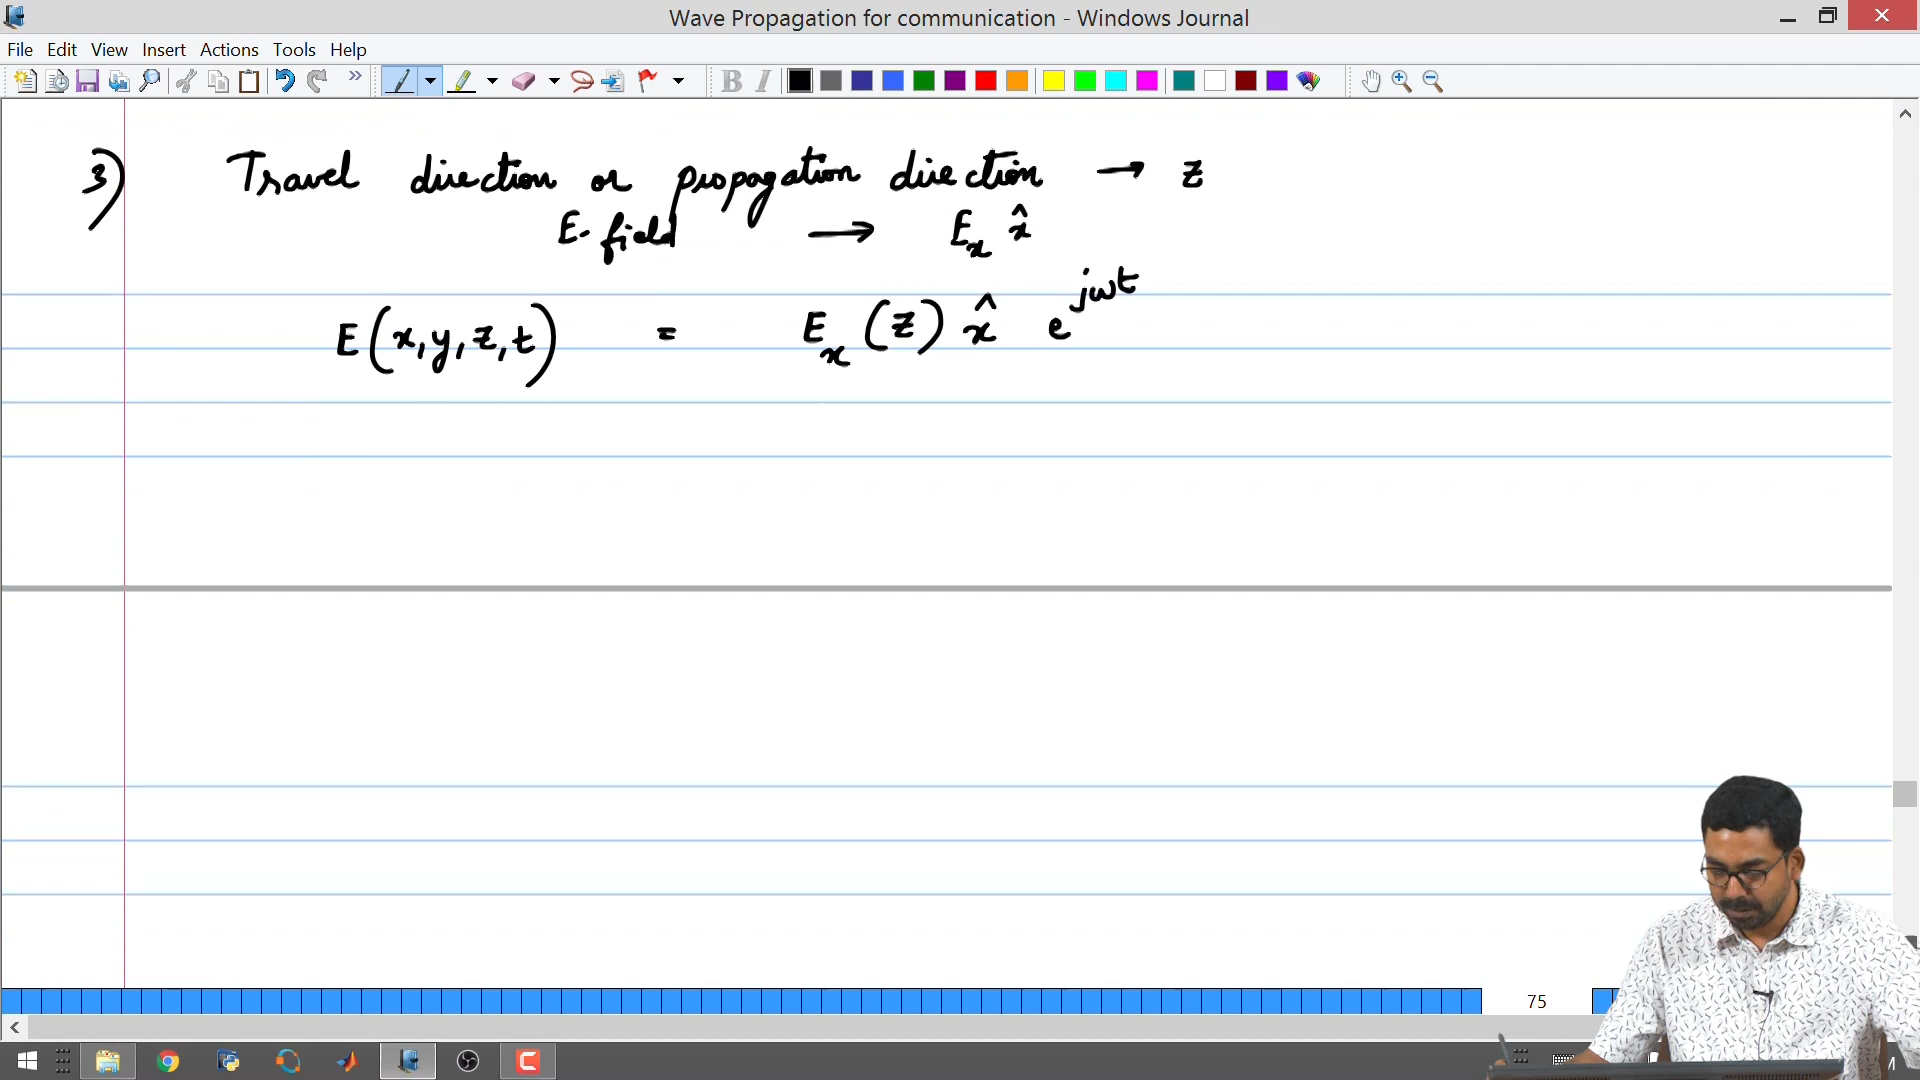 Wave Propagation for communication - Windows Journal
File Edit View Insert Actions Tools Help
B I
3) Travel direction or propagation direction → z
E-field → Eₓ x̂
E(x,y,z,t) = Eₓ(z) x̂ e^jωt
75